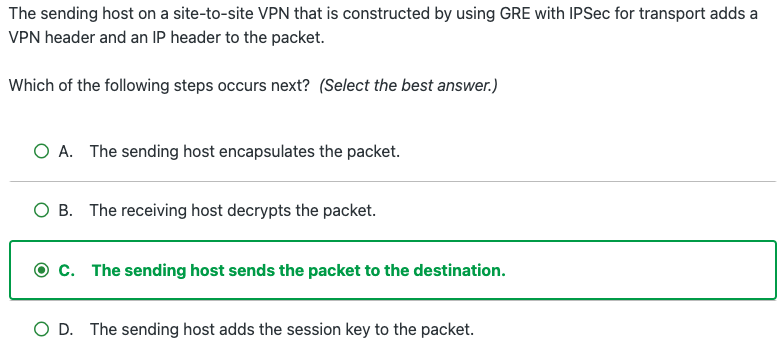 The sending host on a site-to-site VPN that is constructed by using GRE with IPSec for transport adds a
VPN header and an IP header to the packet.
Which of the following steps occurs next? (Select the best answer.)
A. The sending host encapsulates the packet.
B. The receiving host decrypts the packet.
C. The sending host sends the packet to the destination.
D. The sending host adds the session key to the packet.